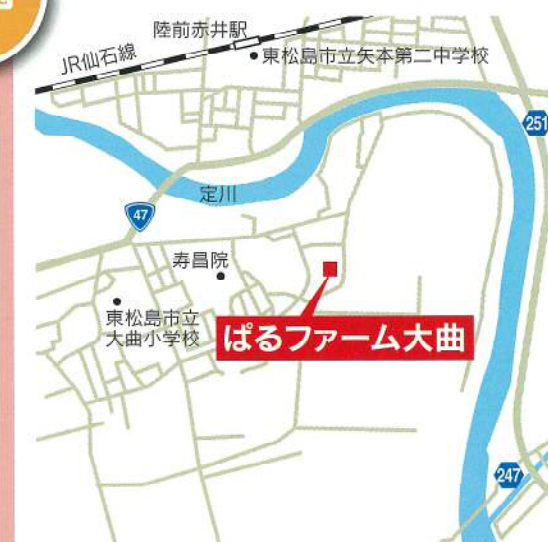 陸前赤井駅
JR仙石線
東松島市立矢本第二中学校
251
定川
47
寿昌院
東松島市立
大曲小学校
ぱるファーム大曲
247